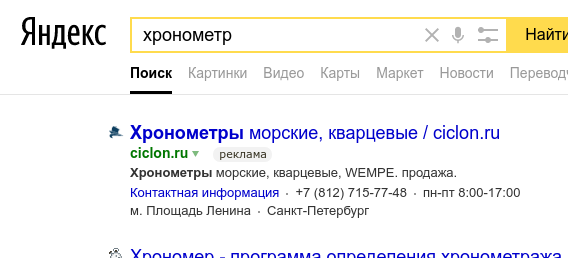 Яндекс
хронометр
Найти
Поиск Картинки Видео Карты Маркет Новости Переводч
Хронометры морские, кварцевые / ciclon.ru
ciclon.ru реклама
Хронометры морские, кварцевые, WEMPE. продажа.
Контактная информация · +7 (812) 715-77-48 · пн-пт 8:00-17:00
м. Площадь Ленина · Санкт-Петербург
Хрономер - программа определения хронометража